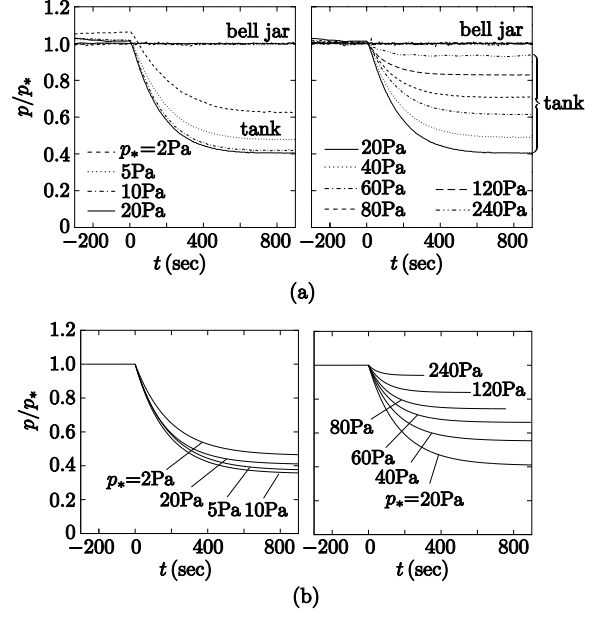 1.2
1.0
0.8
0.6
0.4
0.2
0
p/p*
bell jar
tank
p*=2Pa
5Pa
10Pa
20Pa
−200 0 400 800
t (sec)
bell jar
tank
20Pa
40Pa
60Pa
80Pa
120Pa
240Pa
−200 0 400 800
t (sec)
(a)
1.2
1.0
0.8
0.6
0.4
0.2
0
p/p*
p*=2Pa
20Pa
5Pa 10Pa
−200 0 400 800
t (sec)
240Pa
120Pa
80Pa
60Pa
40Pa
p*=20Pa
−200 0 400 800
t (sec)
(b)